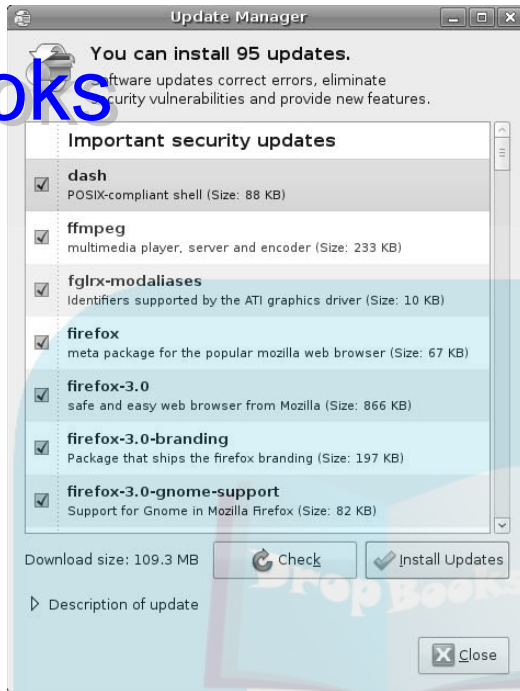 Update Manager
You can install 95 updates.
Software updates correct errors, eliminate
security vulnerabilities and provide new features.
oks
Important security updates
dash
POSIX-compliant shell (Size: 88 KB)
ffmpeg
multimedia player, server and encoder (Size: 233 KB)
fglrx-modaliases
Identifiers supported by the ATI graphics driver (Size: 10 KB)
firefox
meta package for the popular mozilla web browser (Size: 67 KB)
firefox-3.0
safe and easy web browser from Mozilla (Size: 866 KB)
firefox-3.0-branding
Package that ships the firefox branding (Size: 197 KB)
firefox-3.0-gnome-support
Support for Gnome in Mozilla Firefox (Size: 82 KB)
Download size: 109.3 MB
Check
Install Updates
Drop Books
Description of update
Close